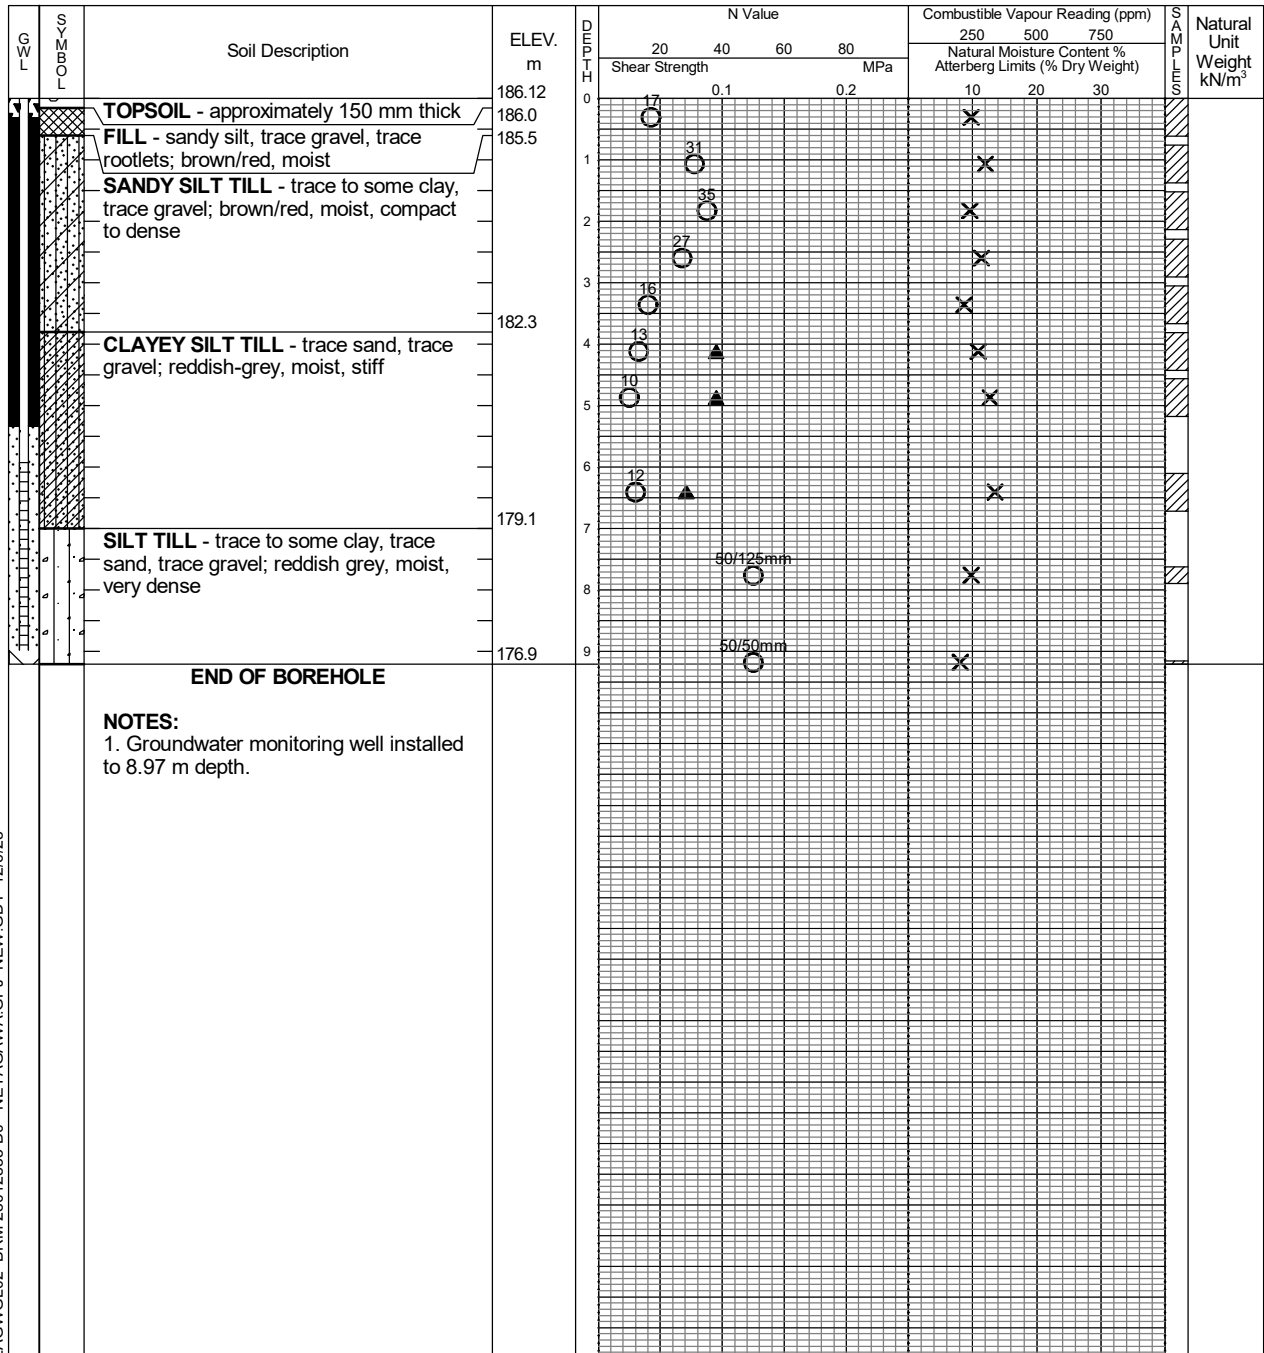 GWL
SYMBOL
Soil Description
ELEV.
m
DEPTH
N Value
20 40 60 80
Shear Strength MPa
0.1 0.2
Combustible Vapour Reading (ppm)
250 500 750
Natural Moisture Content %
Atterberg Limits (% Dry Weight)
10 20 30
SAMPLES
Natural
Unit
Weight
kN/m³
186.12
0
TOPSOIL - approximately 150 mm thick
186.0
17
FILL - sandy silt, trace gravel, trace
rootlets; brown/red, moist
185.5
31
1
SANDY SILT TILL - trace to some clay,
trace gravel; brown/red, moist, compact
to dense
35
2
27
3
16
182.3
13
4
CLAYEY SILT TILL - trace sand, trace
gravel; reddish-grey, moist, stiff
10
5
6
12
179.1
7
SILT TILL - trace to some clay, trace
sand, trace gravel; reddish grey, moist,
very dense
50/125mm
8
50/50mm
176.9
9
END OF BOREHOLE
NOTES:
1. Groundwater monitoring well installed
to 8.97 m depth.